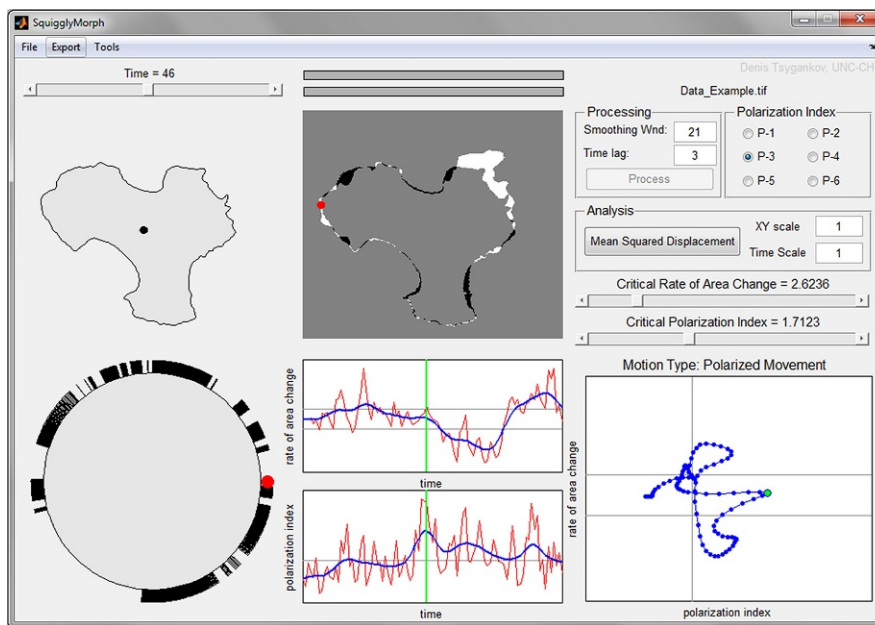 SquigglyMorph
File Export Tools
Denis Tsygankov, UNC-CH
Time = 46
Data_Example.tif
Processing
Smoothing Wnd: 21
Time lag: 3
Process
Polarization Index
P-1 P-2
P-3 P-4
P-5 P-6
Analysis
Mean Squared Displacement
XY scale 1
Time Scale 1
Critical Rate of Area Change = 2.6236
Critical Polarization Index = 1.7123
Motion Type: Polarized Movement
rate of area change
time
polarization index
time
rate of area change
polarization index